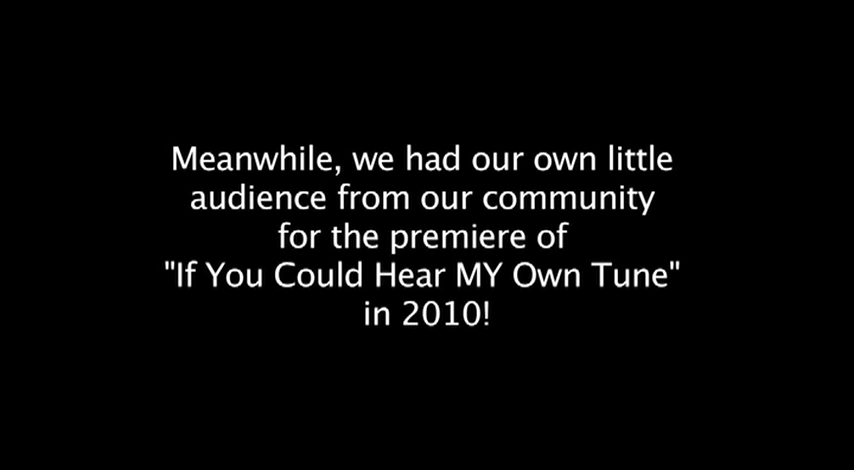 Meanwhile, we had our own little
audience from our community
for the premiere of
"If You Could Hear MY Own Tune"
in 2010!